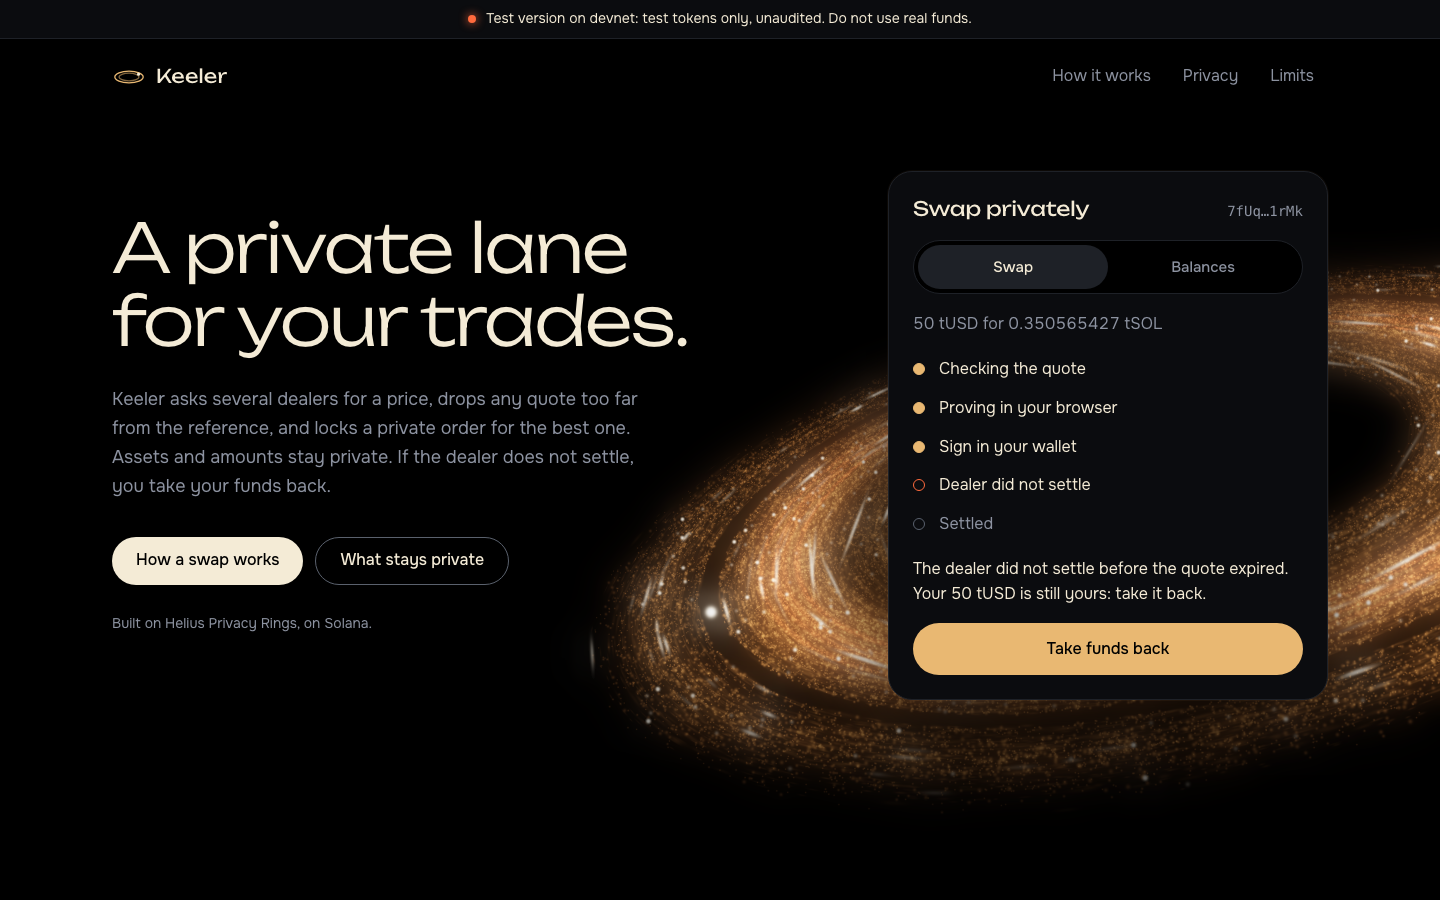 Test version on devnet: test tokens only, unaudited. Do not use real funds.
Keeler
How it works
Privacy
Limits
A private lane
for your trades.
Keeler asks several dealers for a price, drops any quote too far
from the reference, and locks a private order for the best one.
Assets and amounts stay private. If the dealer does not settle,
you take your funds back.
How a swap works
What stays private
Built on Helius Privacy Rings, on Solana.
Swap privately
7fUq…1rMk
Swap
Balances
50 tUSD for 0.350565427 tSOL
Checking the quote
Proving in your browser
Sign in your wallet
Dealer did not settle
Settled
The dealer did not settle before the quote expired.
Your 50 tUSD is still yours: take it back.
Take funds back